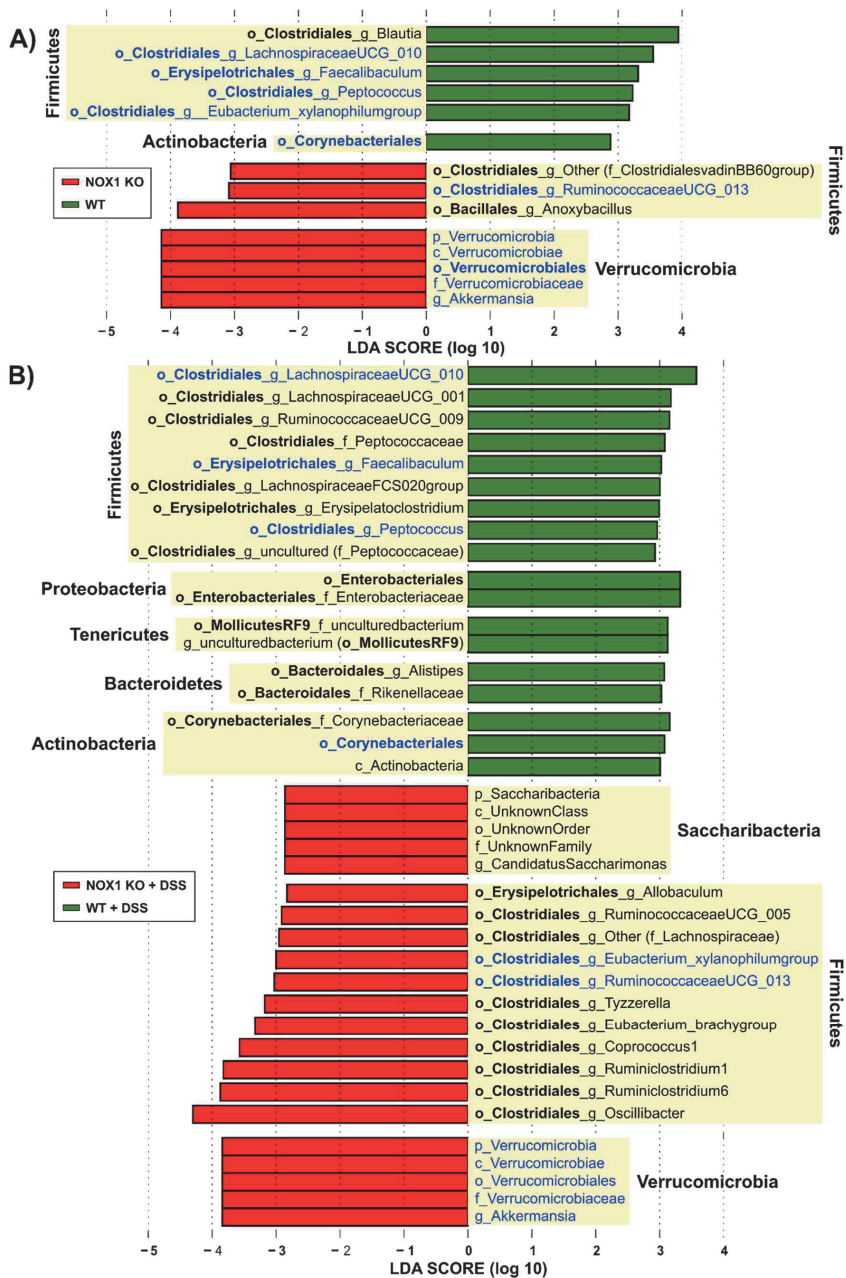 A)
Firmicutes
o_Clostridiales_g_Blautia
o_Clostridiales_g_LachnospiraceaeUCG_010
o_Erysipelotrichales_g_Faecalibaculum
o_Clostridiales_g_Peptococcus
o_Clostridiales_g__Eubacterium_xylanophilumgroup
Actinobacteria
o_Corynebacteriales
NOX1 KO
WT
o_Clostridiales_g_Other (f_ClostridialesvadinBB60group)
o_Clostridiales_g_RuminococcaceaeUCG_013
o_Bacillales_g_Anoxybacillus
Firmicutes
p_Verrucomicrobia
c_Verrucomicrobiae
o_Verrucomicrobiales
f_Verrucomicrobiaceae
g_Akkermansia
Verrucomicrobia
−5 −4 −3 −2 −1 0 1 2 3 4
LDA SCORE (log 10)
B)
Firmicutes
o_Clostridiales_g_LachnospiraceaeUCG_010
o_Clostridiales_g_LachnospiraceaeUCG_001
o_Clostridiales_g_RuminococcaceaeUCG_009
o_Clostridiales_f_Peptococcaceae
o_Erysipelotrichales_g_Faecalibaculum
o_Clostridiales_g_LachnospiraceaeFCS020group
o_Erysipelotrichales_g_Erysipelatoclostridium
o_Clostridiales_g_Peptococcus
o_Clostridiales_g_uncultured (f_Peptococcaceae)
Proteobacteria
o_Enterobacteriales
o_Enterobacteriales_f_Enterobacteriaceae
Tenericutes
o_MollicutesRF9_f_unculturedbacterium
g_unculturedbacterium (o_MollicutesRF9)
Bacteroidetes
o_Bacteroidales_g_Alistipes
o_Bacteroidales_f_Rikenellaceae
Actinobacteria
o_Corynebacteriales_f_Corynebacteriaceae
o_Corynebacteriales
c_Actinobacteria
p_Saccharibacteria
c_UnknownClass
o_UnknownOrder
f_UnknownFamily
g_CandidatusSaccharimonas
Saccharibacteria
NOX1 KO + DSS
WT + DSS
o_Erysipelotrichales_g_Allobaculum
o_Clostridiales_g_RuminococcaceaeUCG_005
o_Clostridiales_g_Other (f_Lachnospiraceae)
o_Clostridiales_g_Eubacterium_xylanophilumgroup
o_Clostridiales_g_RuminococcaceaeUCG_013
o_Clostridiales_g_Tyzzerella
o_Clostridiales_g_Eubacterium_brachygroup
o_Clostridiales_g_Coprococcus1
o_Clostridiales_g_Ruminiclostridium1
o_Clostridiales_g_Ruminiclostridium6
o_Clostridiales_g_Oscillibacter
Firmicutes
p_Verrucomicrobia
c_Verrucomicrobiae
o_Verrucomicrobiales
f_Verrucomicrobiaceae
g_Akkermansia
Verrucomicrobia
−5 −4 −3 −2 −1 0 1 2 3 4
LDA SCORE (log 10)